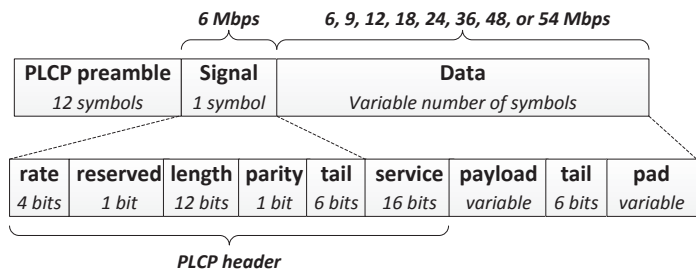 6 Mbps
6, 9, 12, 18, 24, 36, 48, or 54 Mbps
PLCP preamble Signal Data
12 symbols 1 symbol Variable number of symbols
rate reserved length parity tail service payload tail pad
4 bits 1 bit 12 bits 1 bit 6 bits 16 bits variable 6 bits variable
PLCP header